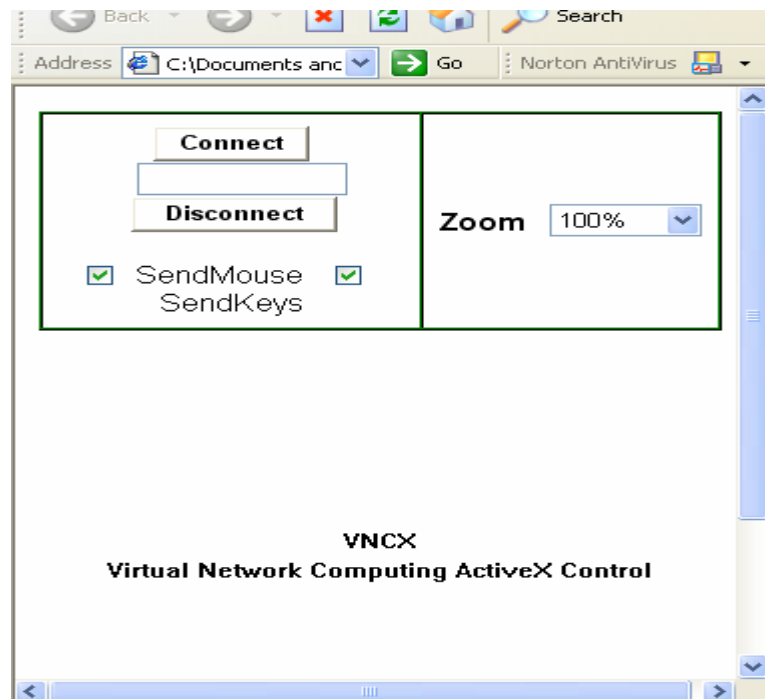 Back Search
Address C:\Documents anc Go Norton AntiVirus
Connect
Disconnect
Zoom 100%
SendMouse
SendKeys
VNCX
Virtual Network Computing ActiveX Control